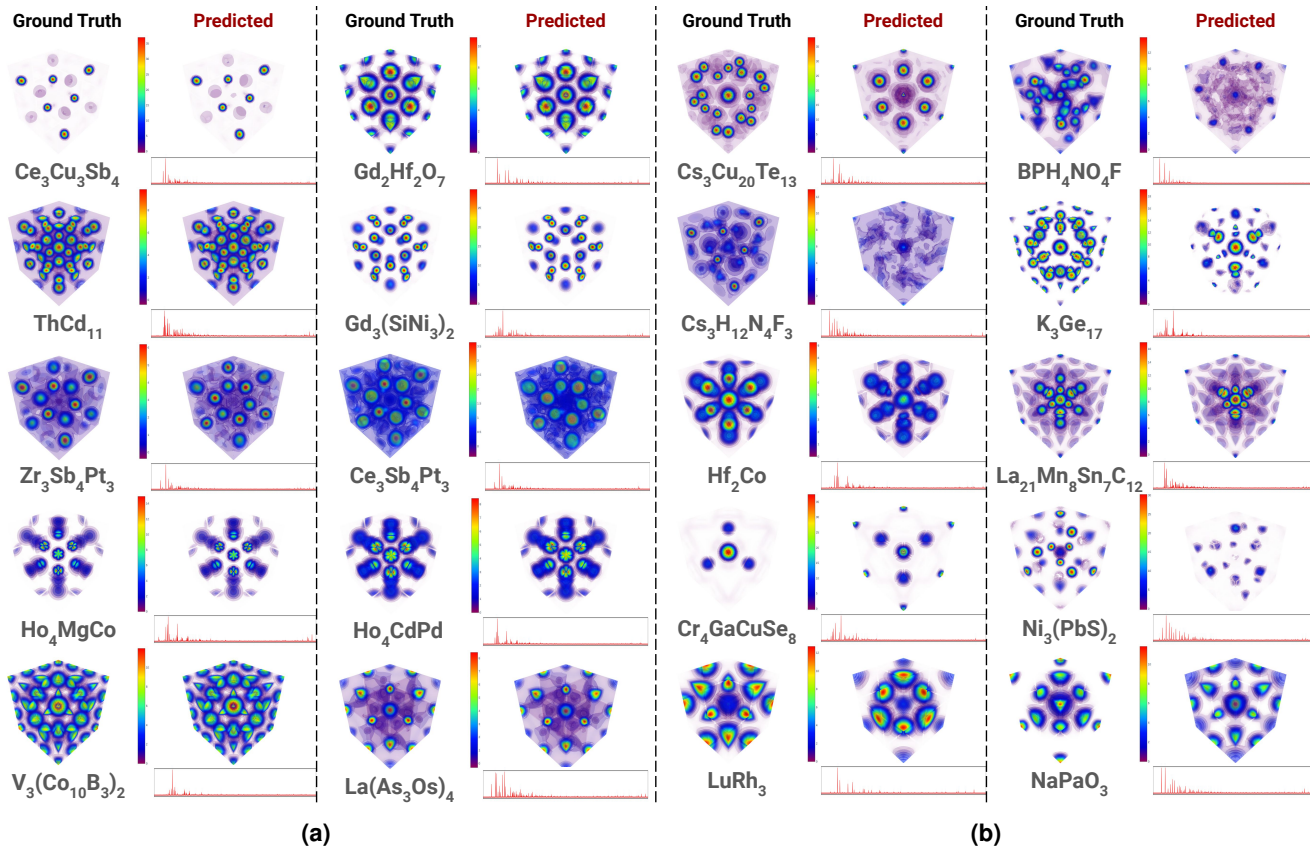 Ground Truth Predicted Ground Truth Predicted Ground Truth Predicted Ground Truth Predicted
Ce₃Cu₃Sb₄ Gd₂Hf₂O₇ Cs₃Cu₂₀Te₁₃ BPH₄NO₄F
ThCd₁₁ Gd₃(SiNi₃)₂ Cs₃H₁₂N₄F₃ K₃Ge₁₇
Zr₃Sb₄Pt₃ Ce₃Sb₄Pt₃ Hf₂Co La₂₁Mn₈Sn₇C₁₂
Ho₄MgCo Ho₄CdPd Cr₄GaCuSe₈ Ni₃(PbS)₂
V₃(Co₁₀B₃)₂ La(As₃Os)₄ LuRh₃ NaPaO₃
(a) (b)